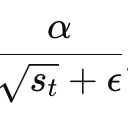 α
√s_t + ϵ